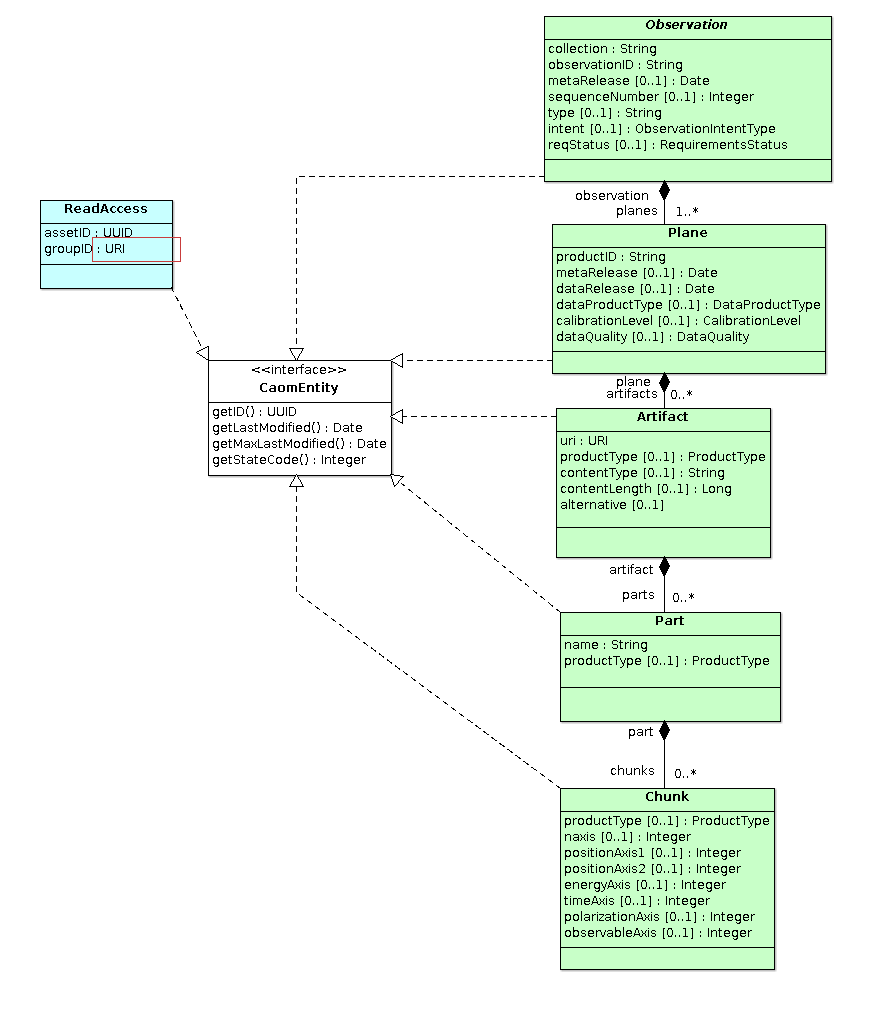 Observation
collection : String
observationID : String
metaRelease [0..1] : Date
sequenceNumber [0..1] : Integer
type [0..1] : String
intent [0..1] : ObservationIntentType
reqStatus [0..1] : RequirementsStatus
observation
planes 1..*
ReadAccess
assetID : UUID
groupID : URI
Plane
productID : String
metaRelease [0..1] : Date
dataRelease [0..1] : Date
dataProductType [0..1] : DataProductType
calibrationLevel [0..1] : CalibrationLevel
dataQuality [0..1] : DataQuality
plane
artifacts 0..*
<<interface>>
CaomEntity
getID() : UUID
getLastModified() : Date
getMaxLastModified() : Date
getStateCode() : Integer
Artifact
uri : URI
productType [0..1] : ProductType
contentType [0..1] : String
contentLength [0..1] : Long
alternative [0..1]
artifact
parts 0..*
Part
name : String
productType [0..1] : ProductType
part
chunks 0..*
Chunk
productType [0..1] : ProductType
naxis [0..1] : Integer
positionAxis1 [0..1] : Integer
positionAxis2 [0..1] : Integer
energyAxis [0..1] : Integer
timeAxis [0..1] : Integer
polarizationAxis [0..1] : Integer
observableAxis [0..1] : Integer